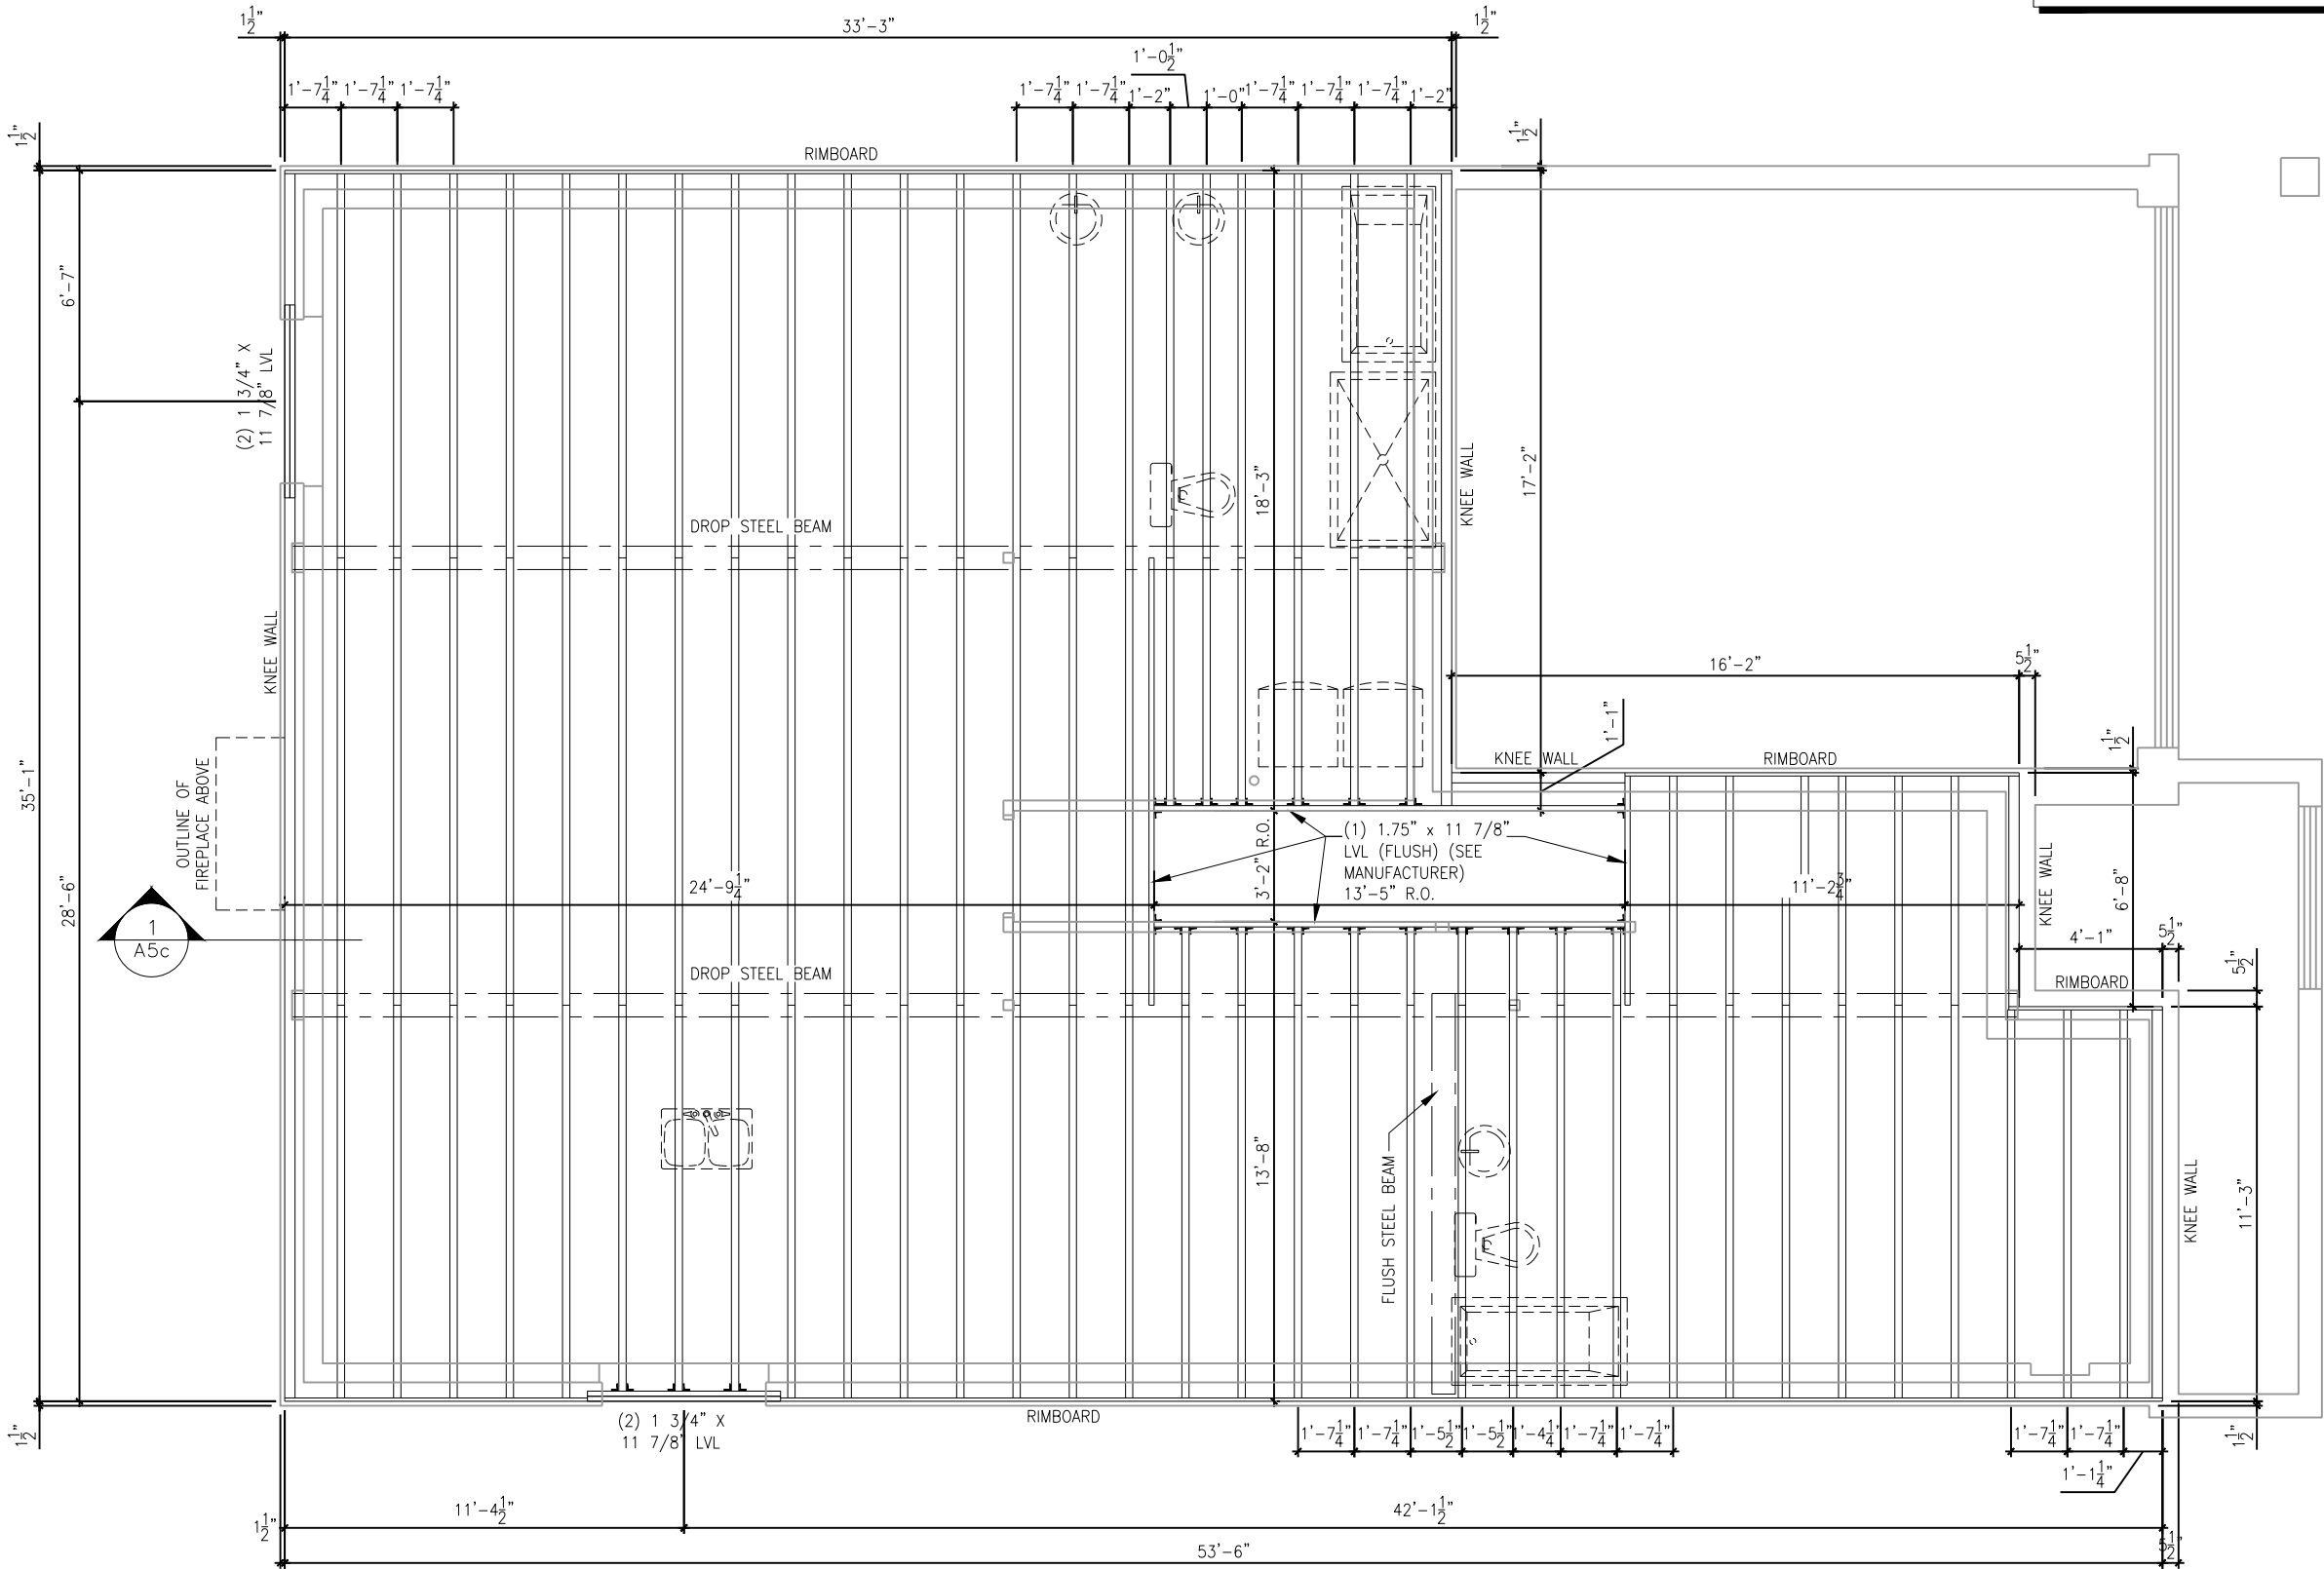 1 1/2"
33'-3"
1 1/2"
1'-0 1/2"
1'-7 1/4"
1'-7 1/4"
1'-7 1/4"
1'-7 1/4"
1'-7 1/4"
1'-2"
1'-0"
1'-7 1/4"
1'-7 1/4"
1'-7 1/4"
1'-2"
1 1/2"
RIMBOARD
1 1/2"
6'-7"
(2) 1 3/4" X
11 7/8" LVL
18'-3"
KNEE WALL
17'-2"
DROP STEEL BEAM
KNEE WALL
16'-2"
5 1/2"
1'-1"
1 1/2"
KNEE WALL
RIMBOARD
35'-1"
OUTLINE OF
FIREPLACE ABOVE
28'-6"
1
A5c
24'-9 1/4"
3'-2" R.O.
(1) 1.75" x 11 7/8"
LVL (FLUSH) (SEE
MANUFACTURER)
13'-5" R.O.
11'-2 3/4"
KNEE WALL
6'-8"
4'-1"
5 1/2"
5 1/2"
DROP STEEL BEAM
RIMBOARD
13'-8"
FLUSH STEEL BEAM
KNEE WALL
11'-3"
1 1/2"
(2) 1 3/4" X
11 7/8" LVL
RIMBOARD
1'-7 1/4"
1'-7 1/4"
1'-5 1/2"
1'-5 1/2"
1'-4 1/4"
1'-7 1/4"
1'-7 1/4"
1'-7 1/4"
1'-7 1/4"
1 1/2"
1'-1 1/4"
11'-4 1/2"
42'-1 1/2"
1 1/2"
53'-6"
5 1/2"